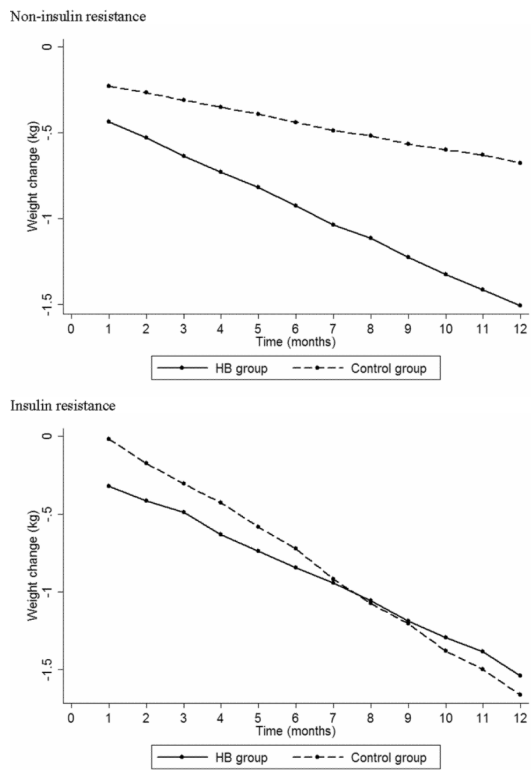 Non-insulin resistance
0
-.5
-1
-1.5
Weight change (kg)
0 1 2 3 4 5 6 7 8 9 10 11 12
Time (months)
HB group Control group
Insulin resistance
0
-.5
-1
-1.5
Weight change (kg)
0 1 2 3 4 5 6 7 8 9 10 11 12
Time (months)
HB group Control group